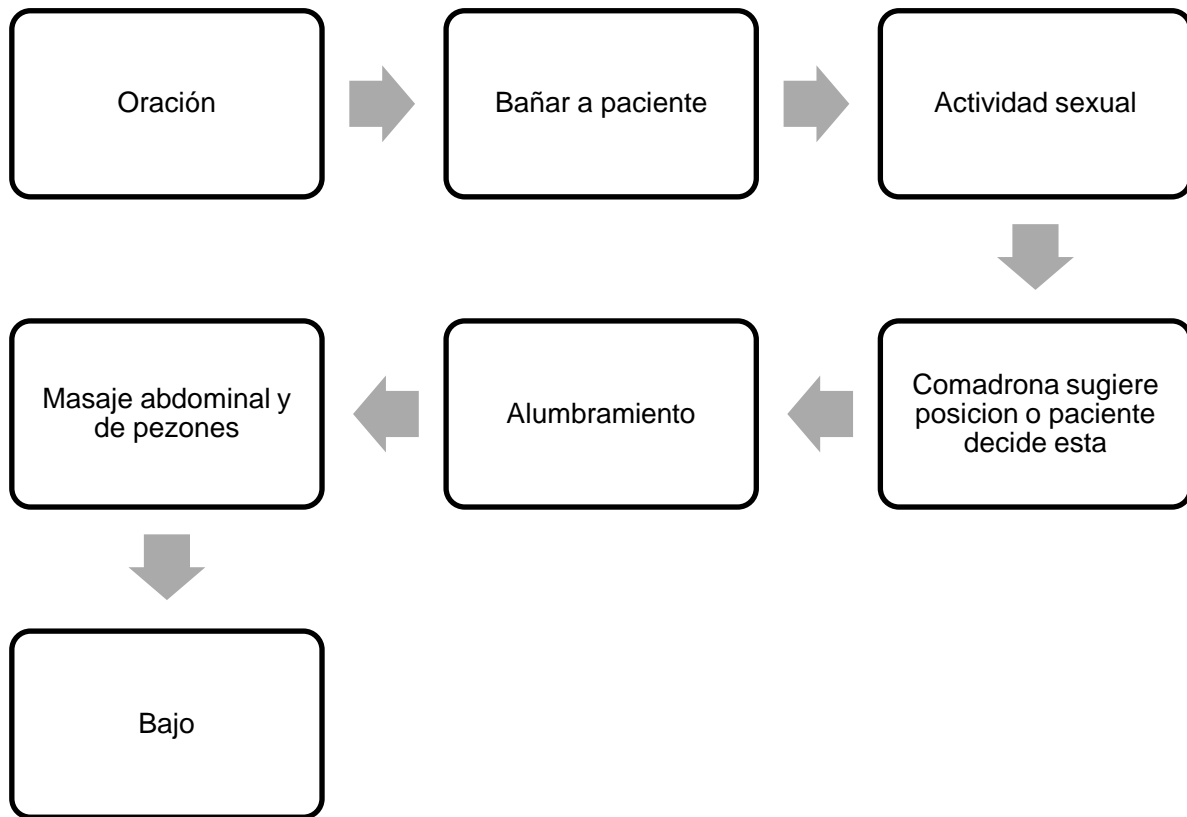 Oración
Bañar a paciente
Actividad sexual
Comadrona sugiere
posicion o paciente
decide esta
Alumbramiento
Masaje abdominal y
de pezones
Bajo